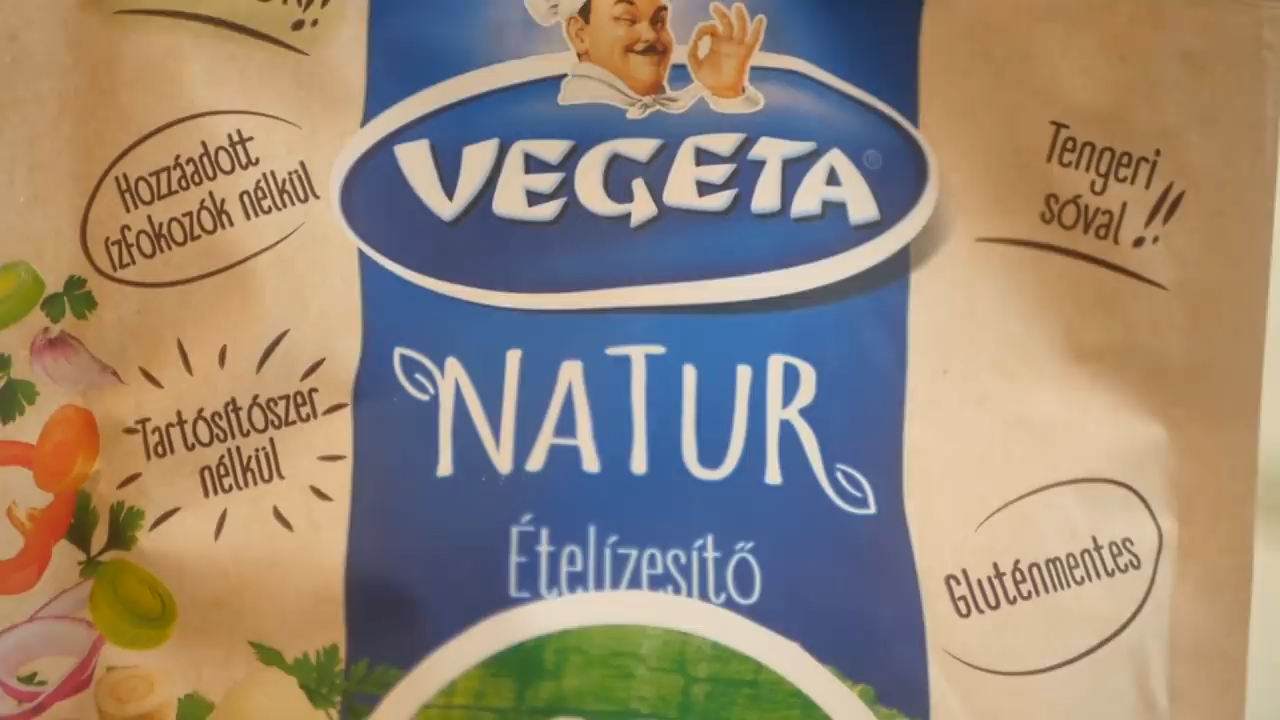 VEGETA®
NATUR
Ételízesítő
Hozzáadott
ízfokozók nélkül
Tartósítószer
nélkül
Tengeri
sóval!!
Gluténmentes